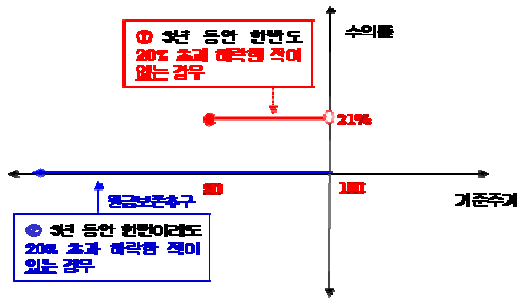 수익률
① 3년 동안 한번도
20% 초과 하락한 적이
없는 경우
21%
80
100
기준주가
원금보존추구
② 3년 동안 한번이라도
20% 초과 하락한 적이
있는 경우